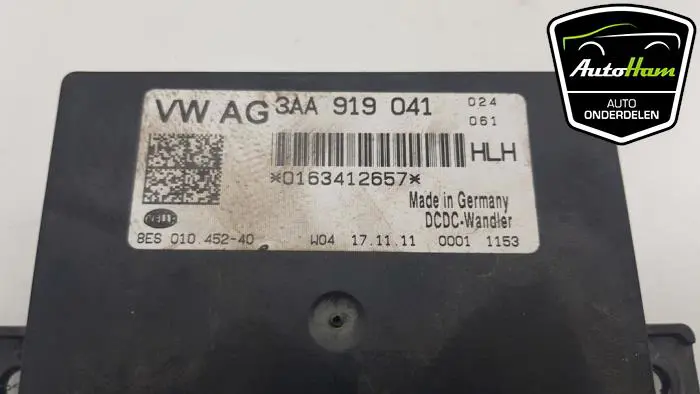 VW AG 3AA 919 041 024
061
HLH
*0163412657*
Made in Germany
DCDC-Wandler
HELLA
8ES 010.452-40 W04 17.11.11 0001 1153
AutoHam
AUTO
ONDERDELEN